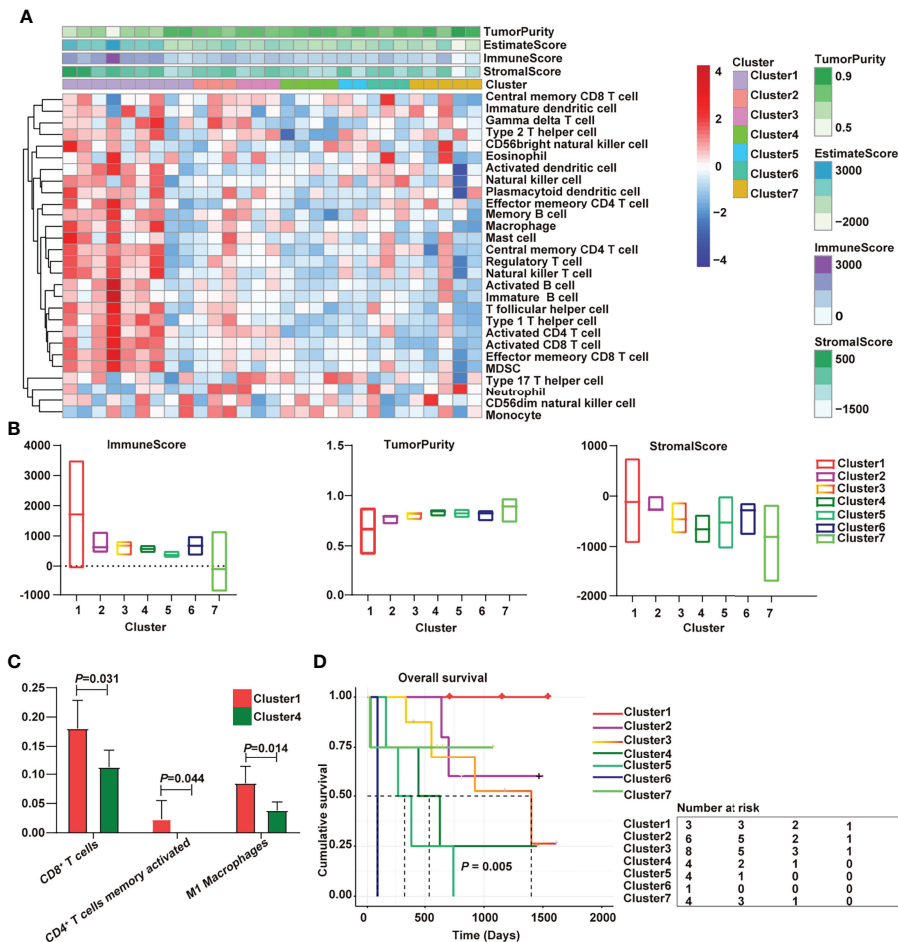 A
TumorPurity
EstimateScore
ImmuneScore
StromalScore
Cluster
Central memory CD8 T cell
Immature dendritic cell
Gamma delta T cell
Type 2 T helper cell
CD56bright natural killer cell
Eosinophil
Activated dendritic cell
Natural killer cell
Plasmacytoid dendritic cell
Effector memeory CD4 T cell
Memory B cell
Macrophage
Mast cell
Central memory CD4 T cell
Regulatory T cell
Natural killer T cell
Activated B cell
Immature B cell
T follicular helper cell
Type 1 T helper cell
Activated CD4 T cell
Activated CD8 T cell
Effector memeory CD8 T cell
MDSC
Type 17 T helper cell
Neutrophil
CD56dim natural killer cell
Monocyte
4
2
0
−2
−4
Cluster
Cluster1
Cluster2
Cluster3
Cluster4
Cluster5
Cluster6
Cluster7
TumorPurity
0.9
0.5
EstimateScore
3000
−2000
ImmuneScore
3000
0
StromalScore
500
−1500
B
ImmuneScore
4000
3000
2000
1000
0
-1000
1 2 3 4 5 6 7
Cluster
TumorPurity
1.5
1.0
0.5
0.0
1 2 3 4 5 6 7
Cluster
StromalScore
1000
0
-1000
-2000
1 2 3 4 5 6 7
Cluster
Cluster1
Cluster2
Cluster3
Cluster4
Cluster5
Cluster6
Cluster7
C
P=0.031
P=0.044
P=0.014
Cluster1
Cluster4
0.25
0.20
0.15
0.10
0.05
0.00
CD8+ T cells
CD4+ T cells memory activated
M1 Macrophages
D
Overall survival
Cumulative survival
1.00
0.75
0.50
0.25
0.00
P = 0.005
0 500 1000 1500 2000
Time (Days)
Cluster1
Cluster2
Cluster3
Cluster4
Cluster5
Cluster6
Cluster7
Number at risk
Cluster1 3 3 2 1
Cluster2 6 5 2 1
Cluster3 8 5 3 1
Cluster4 4 2 1 0
Cluster5 4 1 0 0
Cluster6 1 0 0 0
Cluster7 4 3 1 0